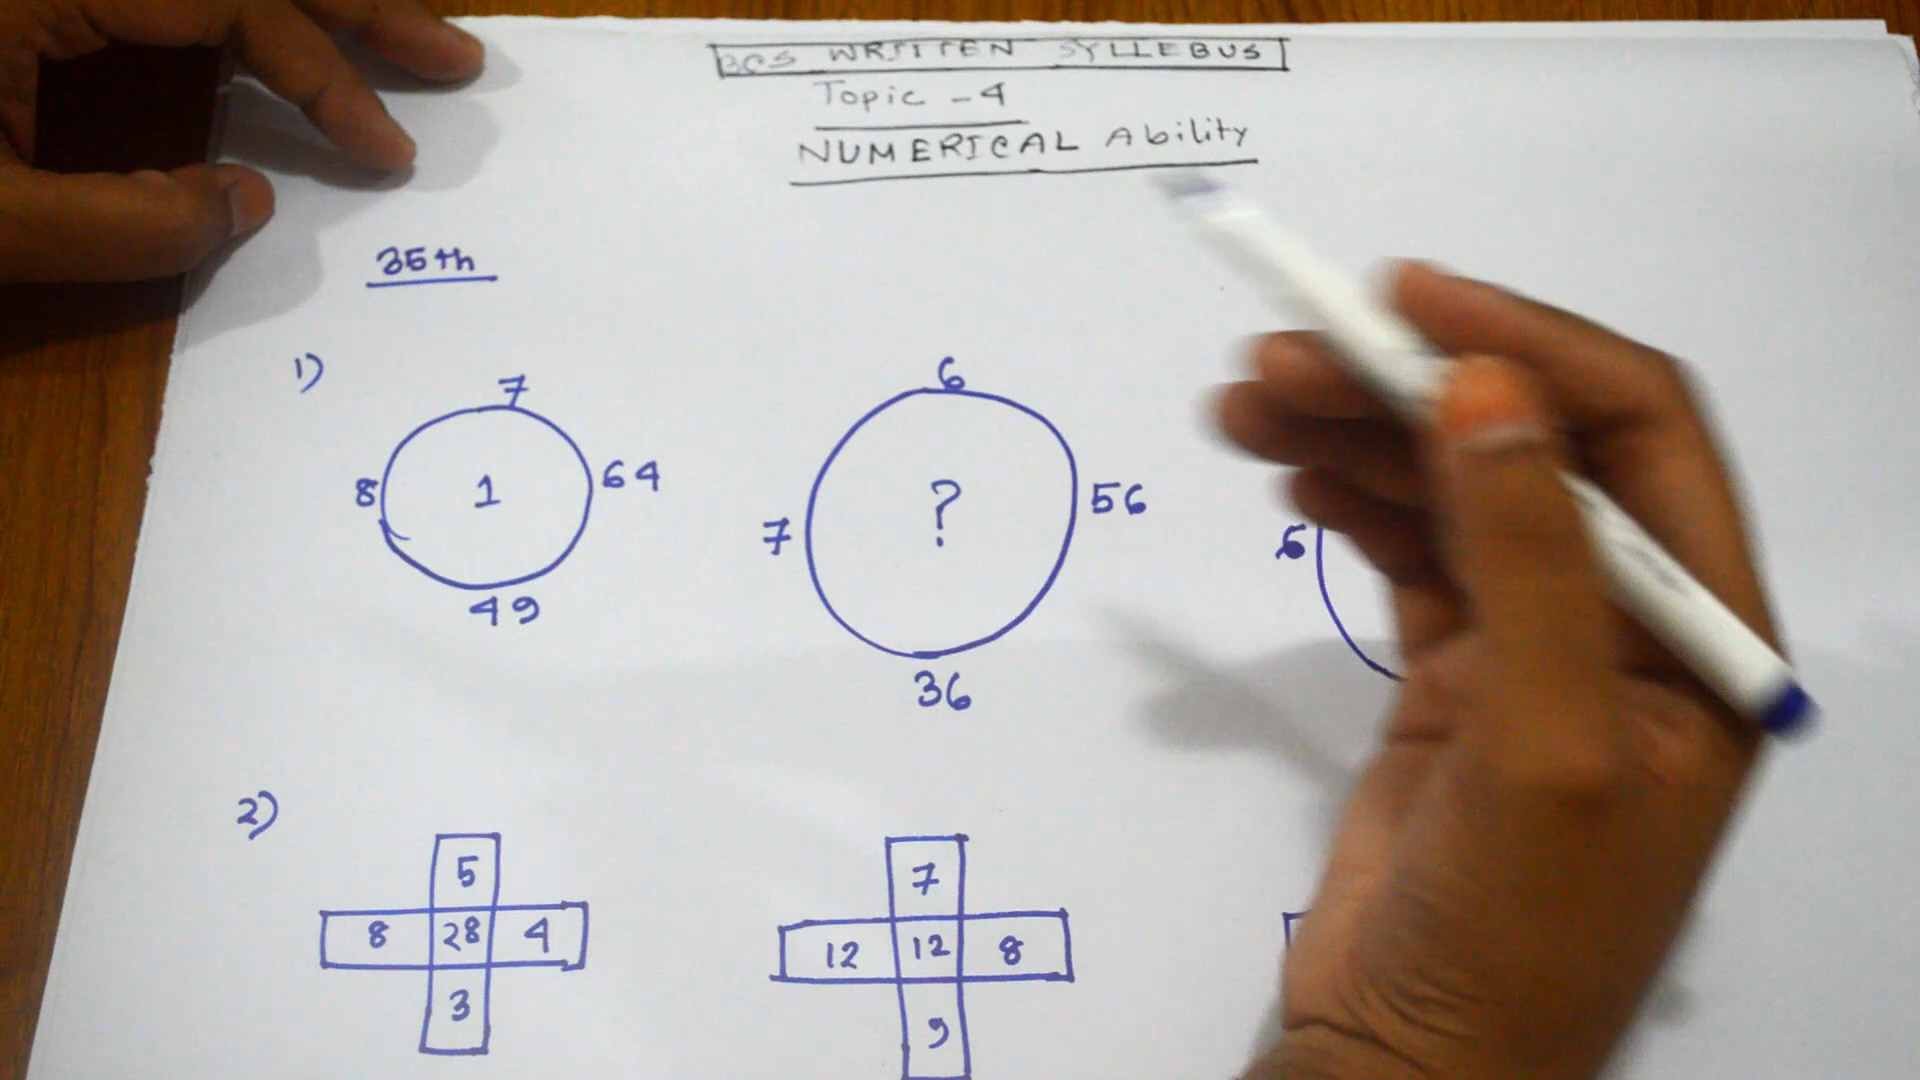 BCS WRITTEN SYLLEBUS
Topic - 4
NUMERICAL Ability
35th
1)
7
8 1 64
49
6
7 ? 56
36
6
2)
5
8 28 4
3
7
12 12 8
9